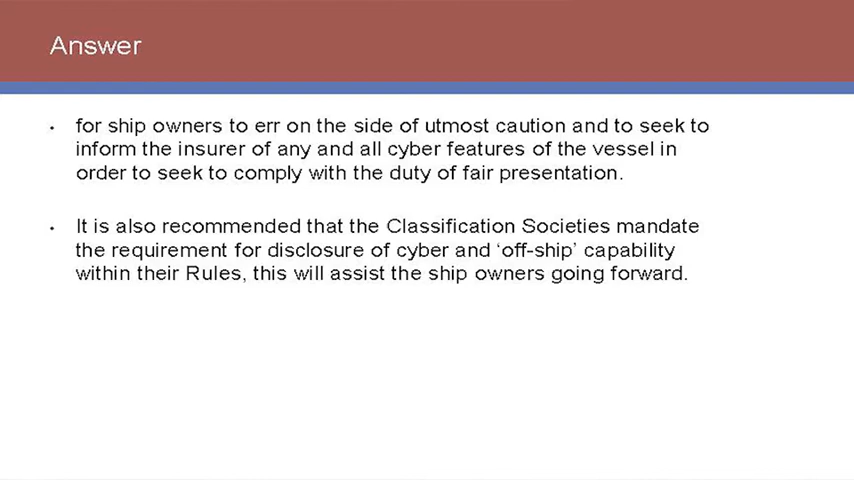 Answer
• for ship owners to err on the side of utmost caution and to seek to
inform the insurer of any and all cyber features of the vessel in
order to seek to comply with the duty of fair presentation.
• It is also recommended that the Classification Societies mandate
the requirement for disclosure of cyber and ‘off-ship’ capability
within their Rules, this will assist the ship owners going forward.